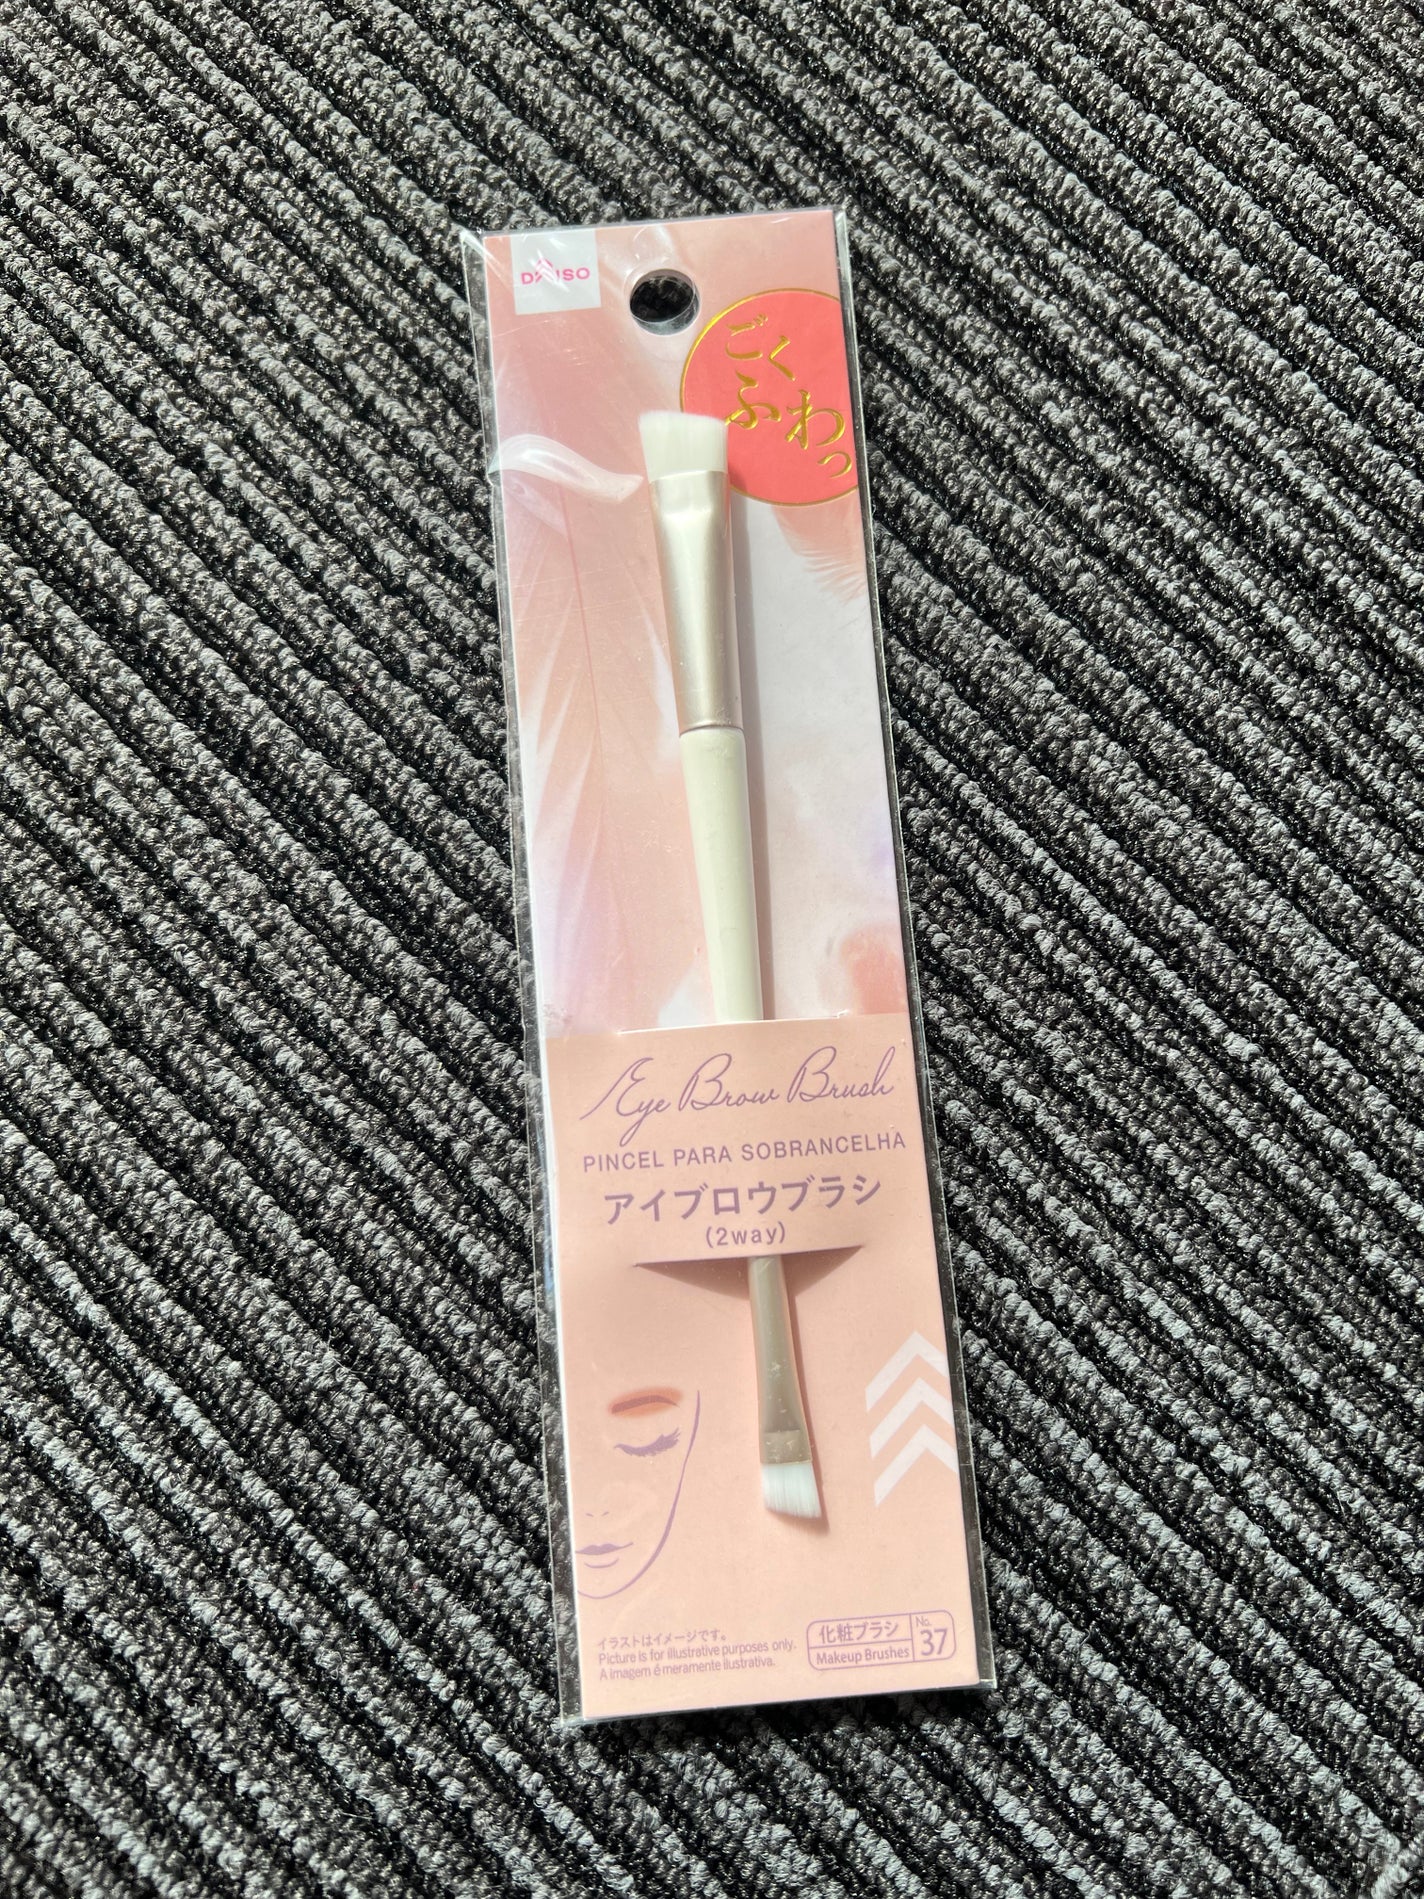 DAISO
ごく
ふわっ
Eye Brow Brush
PINCEL PARA SOBRANCELHA
アイブロウブラシ
(2way)
イラストはイメージです。
Picture is for illustrative purposes only.
A imagem é meramente ilustrativa.
化粧ブラシ
Makeup Brushes
No.
37